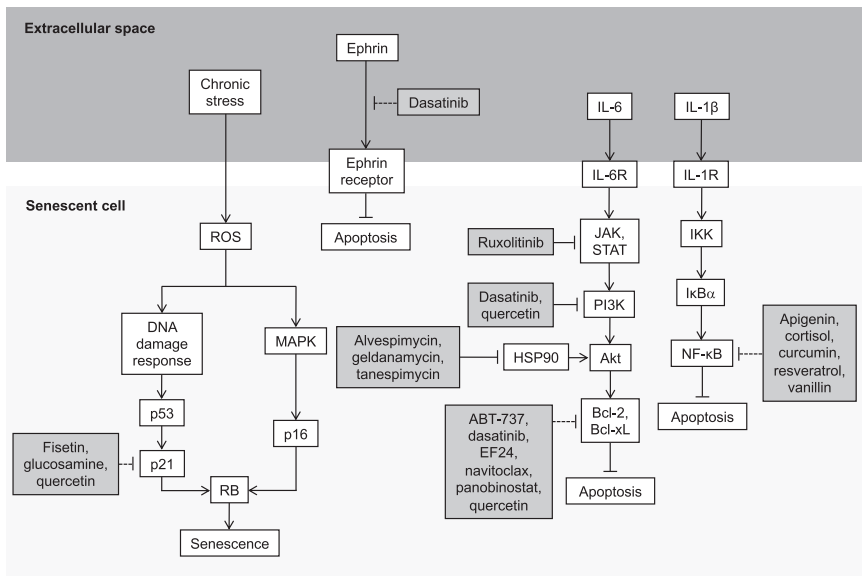 Extracellular space
Ephrin
Chronic
stress
Dasatinib
IL-6
IL-1β
Ephrin
receptor
IL-6R
IL-1R
Senescent cell
ROS
Apoptosis
Ruxolitinib
JAK,
STAT
IKK
Dasatinib,
quercetin
PI3K
IκBα
DNA
damage
response
MAPK
Alvespimycin,
geldanamycin,
tanespimycin
HSP90
Akt
NF-κB
Apigenin,
cortisol,
curcumin,
resveratrol,
vanillin
p53
p16
ABT-737,
dasatinib,
EF24,
navitoclax,
panobinostat,
quercetin
Bcl-2,
Bcl-xL
Apoptosis
Fisetin,
glucosamine,
quercetin
p21
RB
Apoptosis
Senescence